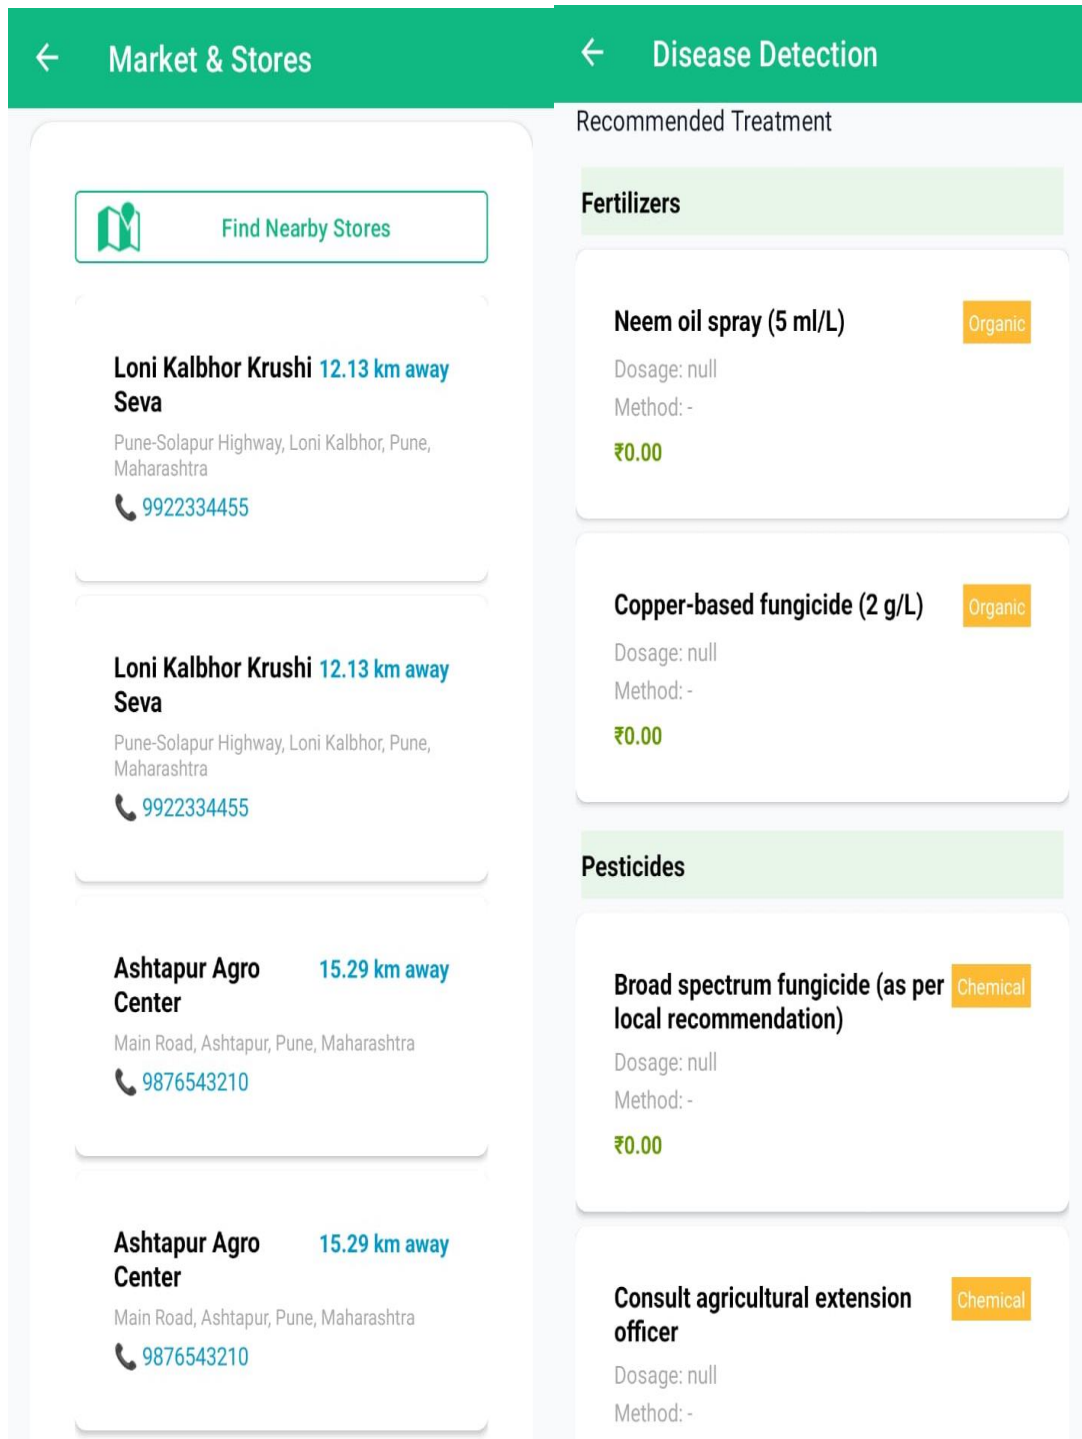 Market & Stores
Find Nearby Stores
Loni Kalbhor Krushi 12.13 km away
Seva
Pune-Solapur Highway, Loni Kalbhor, Pune,
Maharashtra
9922334455
Loni Kalbhor Krushi 12.13 km away
Seva
Pune-Solapur Highway, Loni Kalbhor, Pune,
Maharashtra
9922334455
Ashtapur Agro 15.29 km away
Center
Main Road, Ashtapur, Pune, Maharashtra
9876543210
Ashtapur Agro 15.29 km away
Center
Main Road, Ashtapur, Pune, Maharashtra
9876543210
Disease Detection
Recommended Treatment
Fertilizers
Neem oil spray (5 ml/L) Organic
Dosage: null
Method: -
₹0.00
Copper-based fungicide (2 g/L) Organic
Dosage: null
Method: -
₹0.00
Pesticides
Broad spectrum fungicide (as per Chemical
local recommendation)
Dosage: null
Method: -
₹0.00
Consult agricultural extension Chemical
officer
Dosage: null
Method: -